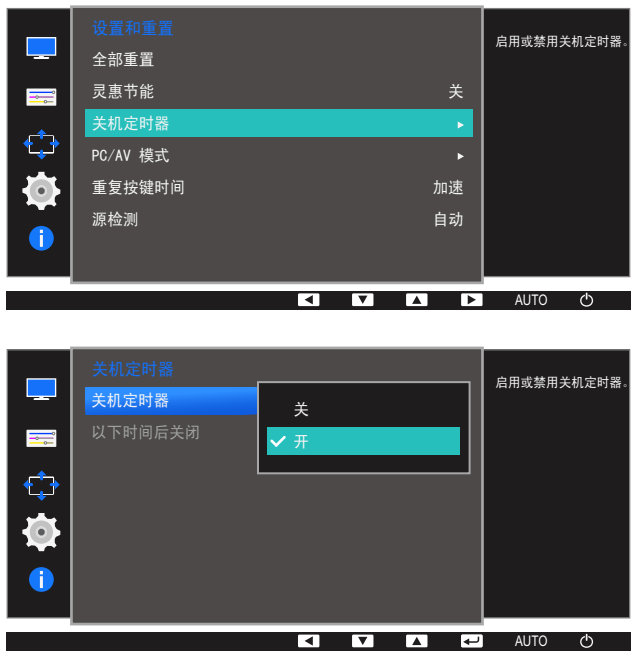 设置和重置
全部重置
灵惠节能 关
关机定时器
PC/AV 模式
重复按键时间 加速
源检测 自动
启用或禁用关机定时器。
AUTO
关机定时器
关机定时器
以下时间后关闭
关
开
启用或禁用关机定时器。
AUTO